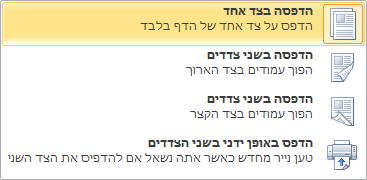 הדפסה בצד אחד
הדפס על צד אחד של הדף בלבד
הדפסה בשני צדדים
הפוך עמודים בצד הארוך
הדפסה בשני צדדים
הפוך עמודים בצד הקצר
הדפס באופן ידני בשני הצדדים
טען נייר מחדש כאשר אתה נשאל אם להדפיס את הצד השני